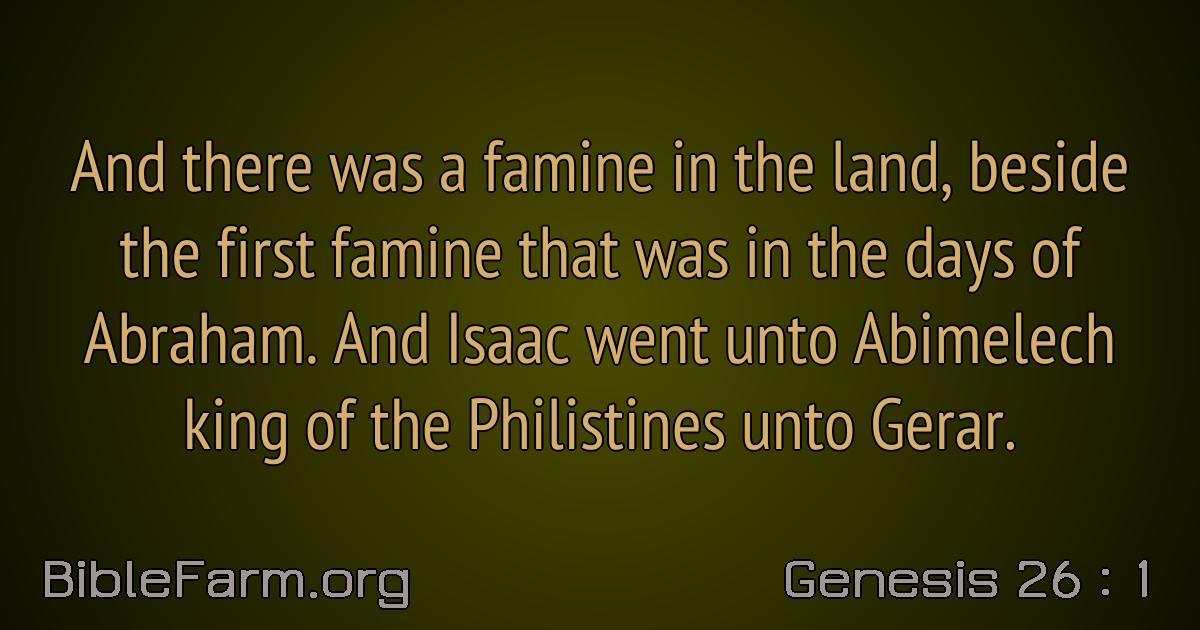 And there was a famine in the land, beside
the first famine that was in the days of
Abraham. And Isaac went unto Abimelech
king of the Philistines unto Gerar.
BibleFarm.org
Genesis 26 : 1